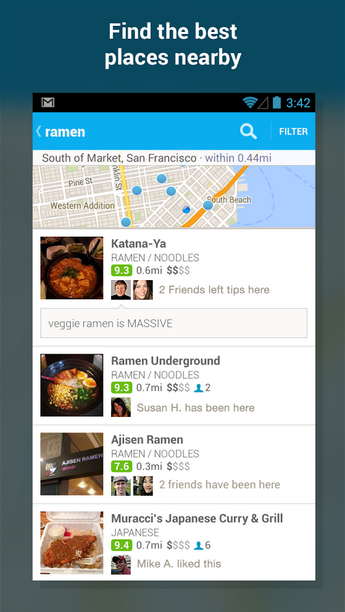 Find the best
places nearby
3:42
ramen
FILTER
South of Market, San Francisco · within 0.44mi
Pine St
Franklin St
Western Addition
South Beach
Katana-Ya
RAMEN / NOODLES
9.3 0.6mi $$$$
2 Friends left tips here
veggie ramen is MASSIVE
Ramen Underground
RAMEN / NOODLES
9.3 0.7mi $$$$ 2
Susan H. has been here
AJISEN RAMEN
Ajisen Ramen
RAMEN / NOODLES
7.6 0.3mi $$$$
2 friends have been here
Muracci's Japanese Curry & Grill
JAPANESE
9.4 0.7mi $$$$ 6
Mike A. liked this